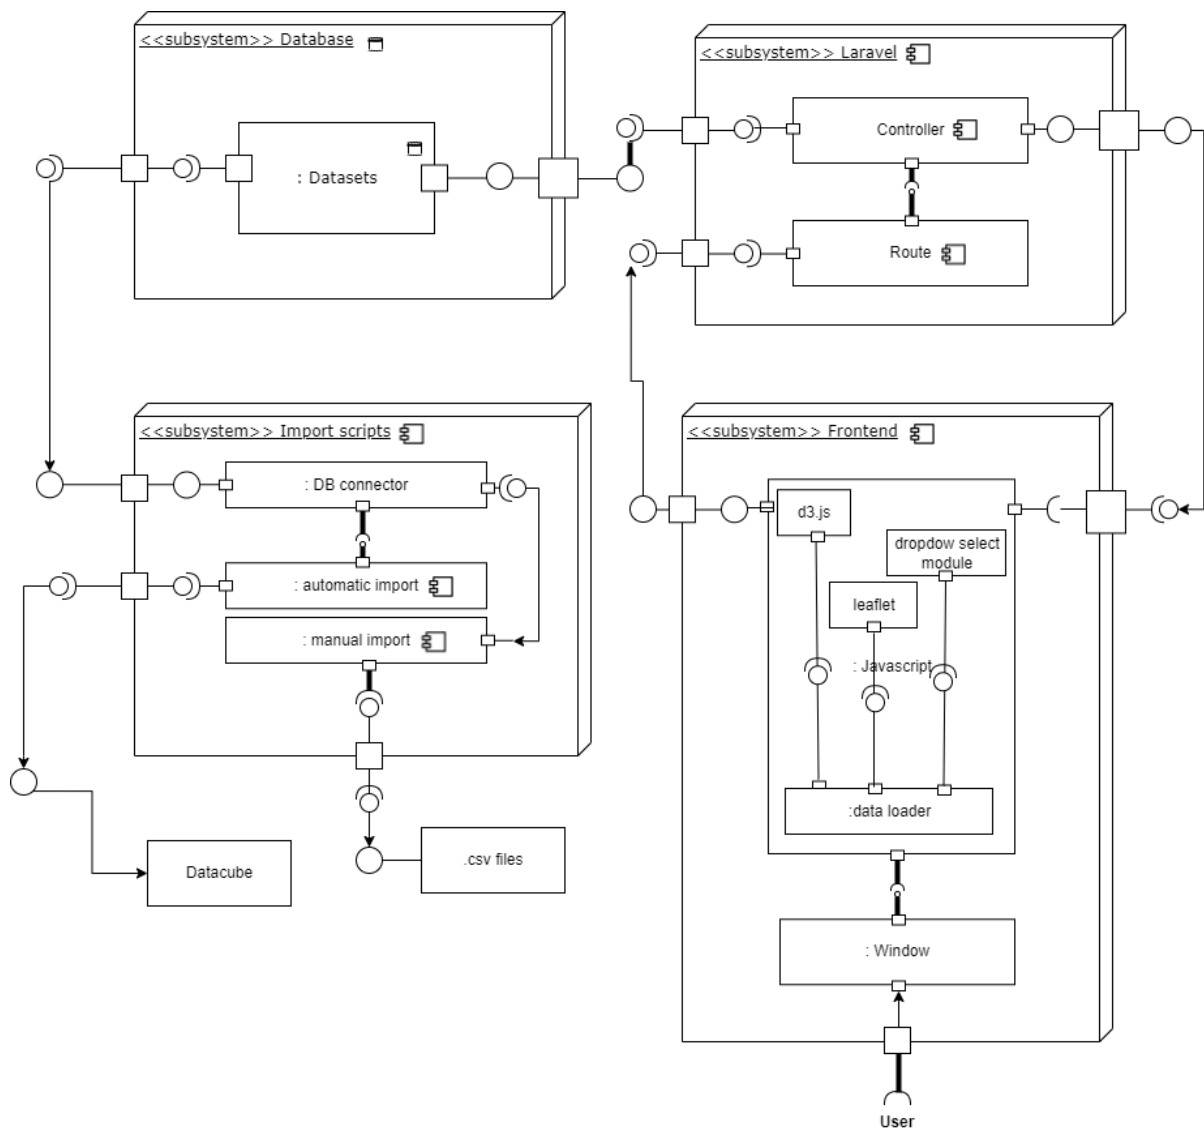 <<subsystem>> Database
: Datasets
<<subsystem>> Laravel
Controller
Route
<<subsystem>> Import scripts
: DB connector
: automatic import
: manual import
Datacube
.csv files
<<subsystem>> Frontend
d3.js
dropdow select
module
leaflet
: Javascript
:data loader
: Window
User